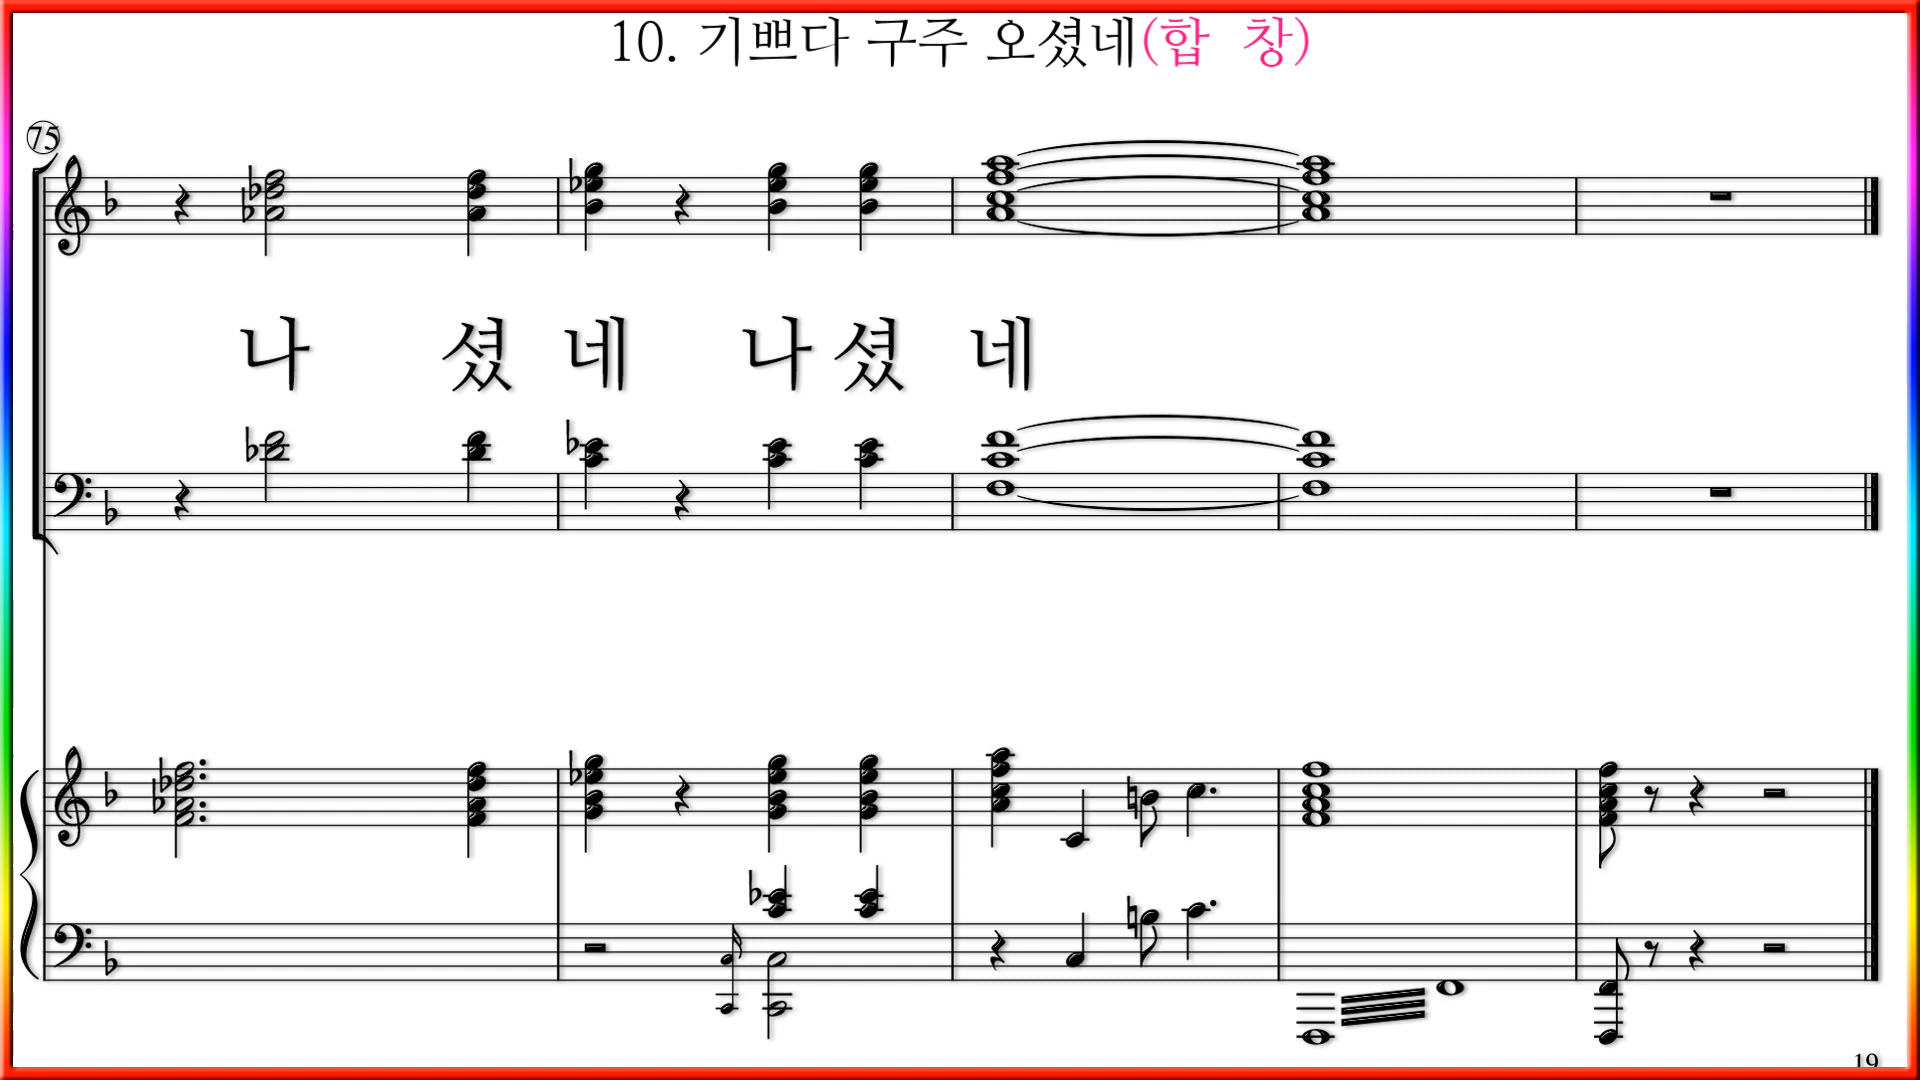 10. 기쁘다 구주 오셨네(합 창)
75
나 셨 네 나 셨 네
19